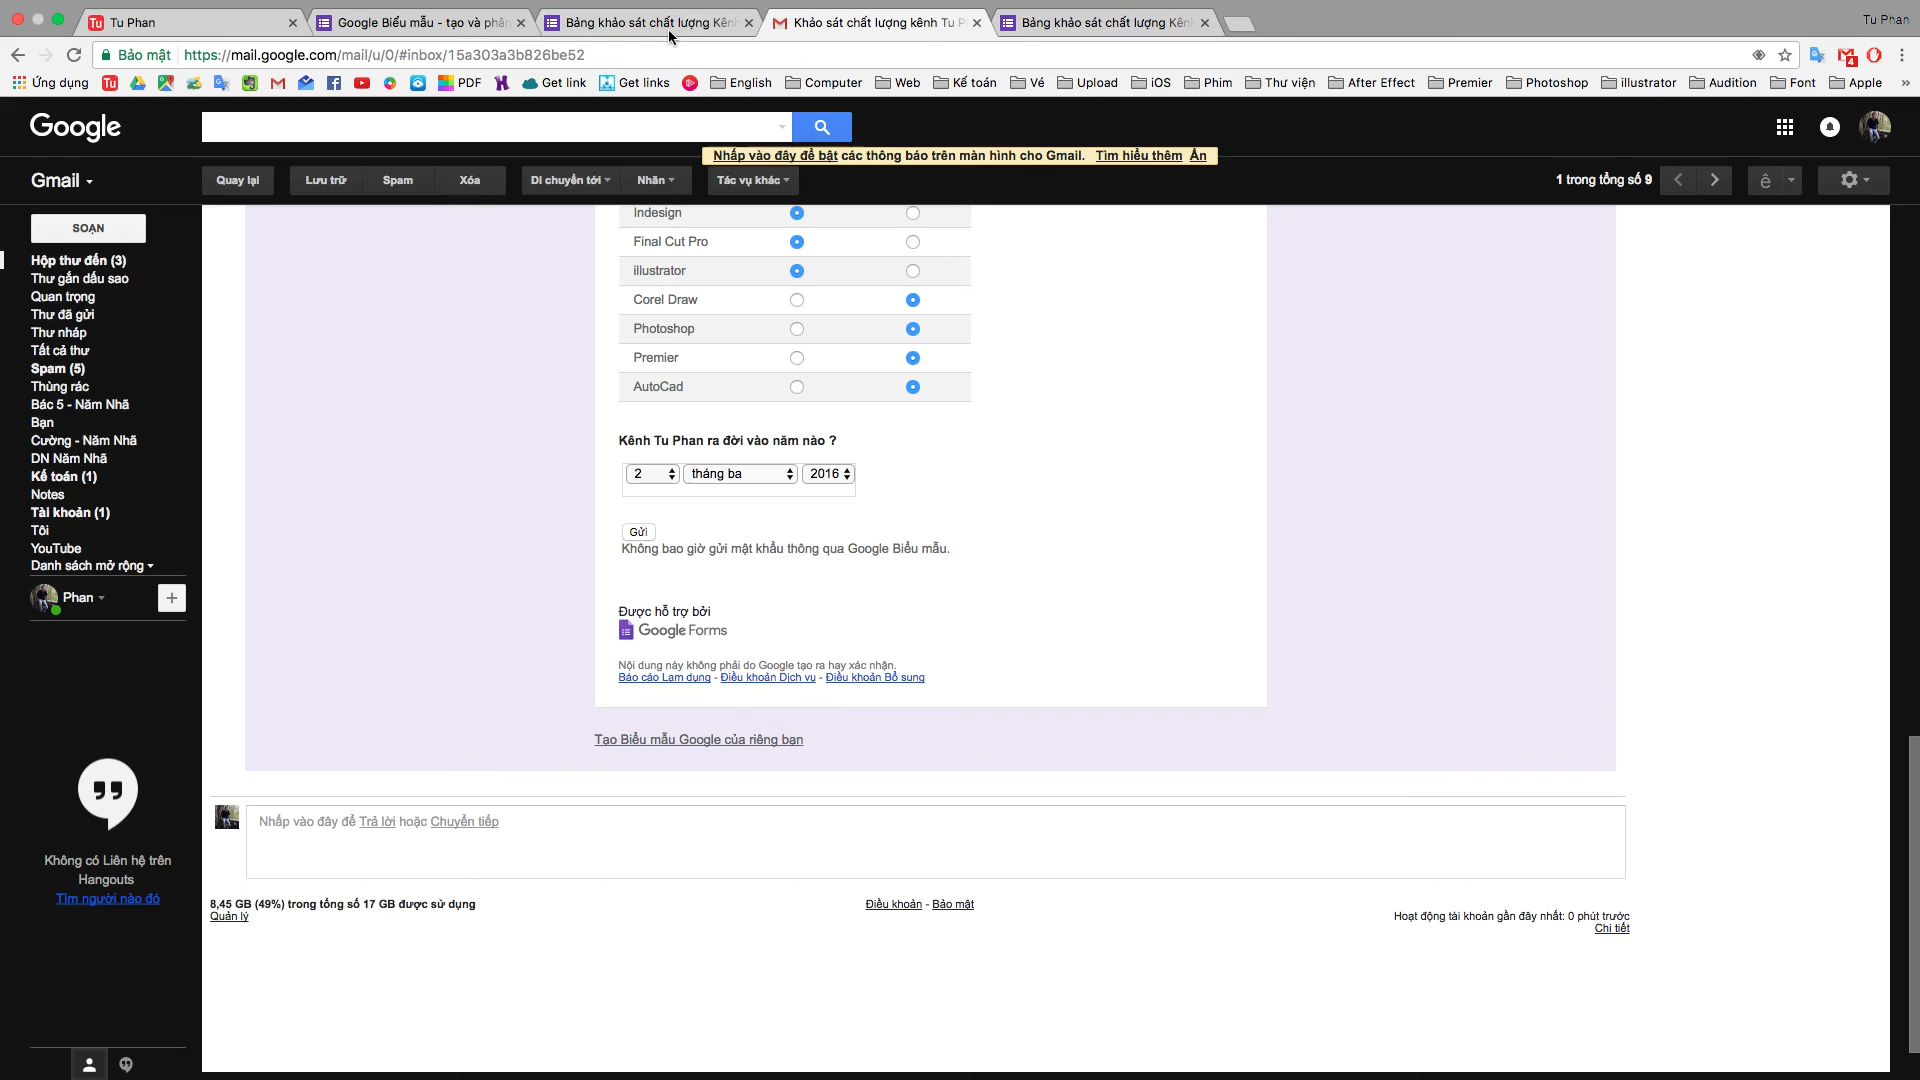 Tu Phan
Google Biểu mẫu - tạo và phân
Bảng khảo sát chất lượng Kênh
Khảo sát chất lượng kênh Tu P
Bảng khảo sát chất lượng Kênh
Tu Phan
Bảo mật https://mail.google.com/mail/u/0/#inbox/15a303a3b826be52
Ứng dụng PDF Get link Get links English Computer Web Kế toán Vé Upload iOS Phim Thư viện After Effect Premier Photoshop illustrator Audition Font Apple »
Google
Nhấp vào đây để bật các thông báo trên màn hình cho Gmail. Tìm hiểu thêm Ẩn
Gmail
Quay lại Lưu trữ Spam Xóa Di chuyển tới Nhãn Tác vụ khác 1 trong tổng số 9 ê
SOẠN
Hộp thư đến (3)
Thư gắn dấu sao
Quan trọng
Thư đã gửi
Thư nháp
Tất cả thư
Spam (5)
Thùng rác
Bác 5 - Năm Nhã
Bạn
Cường - Năm Nhã
DN Năm Nhã
Kế toán (1)
Notes
Tài khoản (1)
Tôi
YouTube
Danh sách mở rộng
Phan
Không có Liên hệ trên
Hangouts
Tìm người nào đó
Indesign
Final Cut Pro
illustrator
Corel Draw
Photoshop
Premier
AutoCad
Kênh Tu Phan ra đời vào năm nào ?
2 tháng ba 2016
Gửi
Không bao giờ gửi mật khẩu thông qua Google Biểu mẫu.
Được hỗ trợ bởi
Google Forms
Nội dung này không phải do Google tạo ra hay xác nhận.
Báo cáo Lạm dụng - Điều khoản Dịch vụ - Điều khoản Bổ sung
Tạo Biểu mẫu Google của riêng bạn
Nhấp vào đây để Trả lời hoặc Chuyển tiếp
8,45 GB (49%) trong tổng số 17 GB được sử dụng
Quản lý
Điều khoản - Bảo mật
Hoạt động tài khoản gần đây nhất: 0 phút trước
Chi tiết